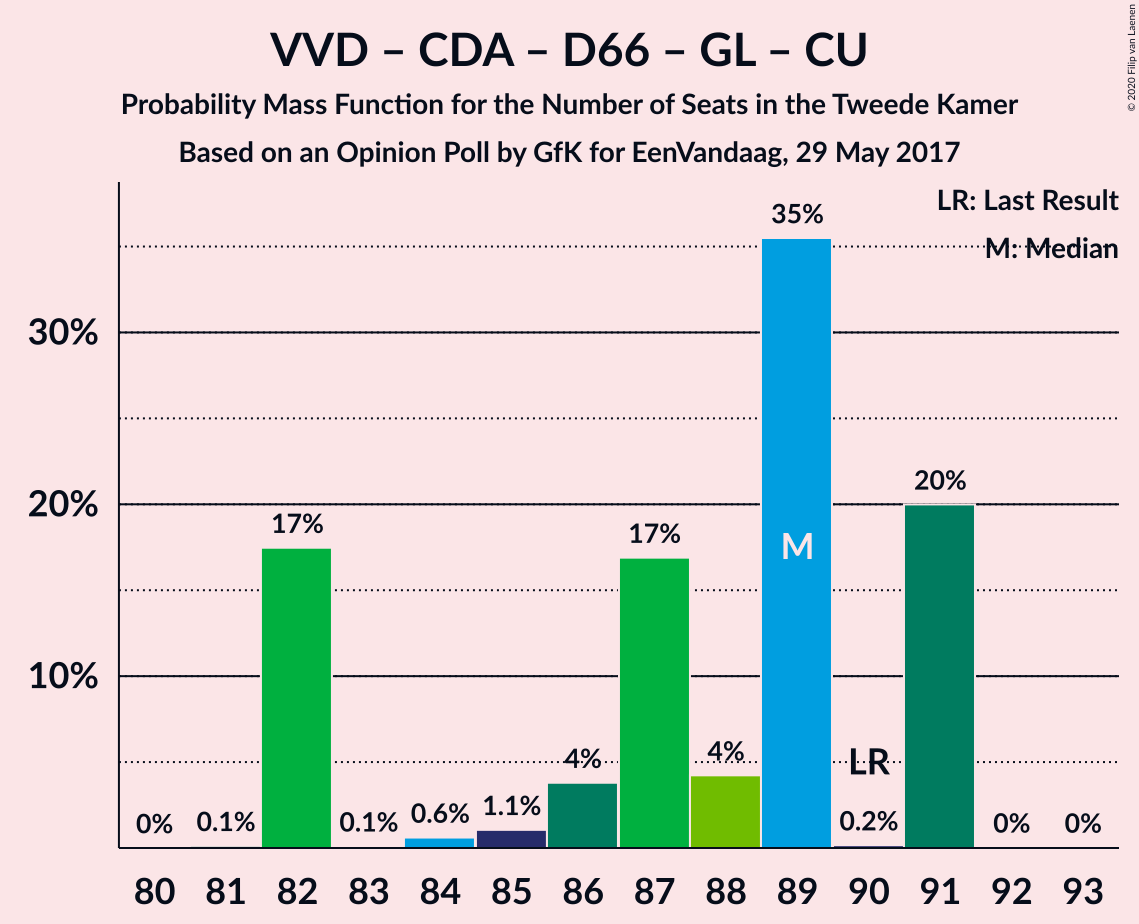 VVD – CDA – D66 – GL – CU
Probability Mass Function for the Number of Seats in the Tweede Kamer
Based on an Opinion Poll by GfK for EenVandaag, 29 May 2017
© 2020 Filip van Laenen
LR: Last Result
M: Median
35%
30%
20%
20%
17%
17%
M
10%
LR
4%
4%
1.1%
0.6%
0%
0.1%
0.1%
0.2%
0%
0%
80 81 82 83 84 85 86 87 88 89 90 91 92 93